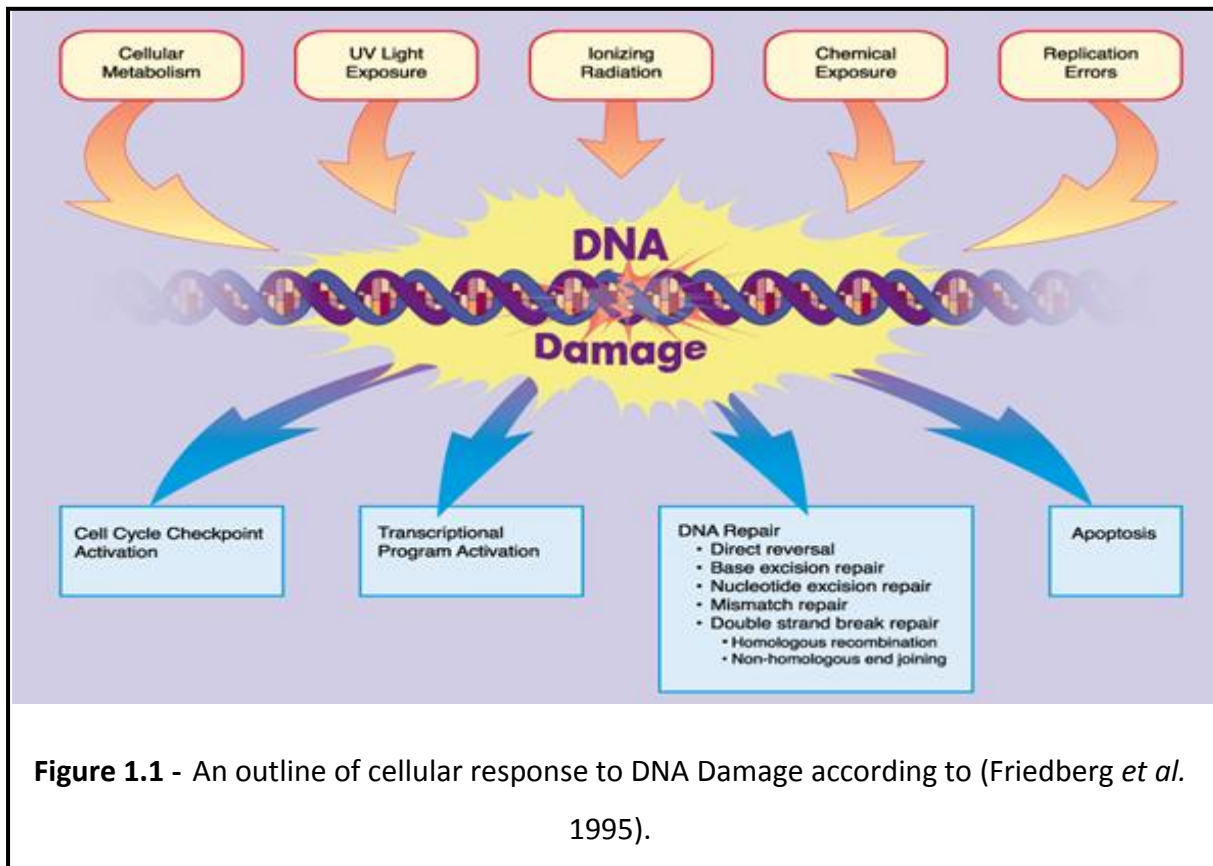 Cellular
Metabolism
UV Light
Exposure
Ionizing
Radiation
Chemical
Exposure
Replication
Errors
DNA
Damage
Cell Cycle Checkpoint
Activation
Transcriptional
Program Activation
DNA Repair
• Direct reversal
• Base excision repair
• Nucleotide excision repair
• Mismatch repair
• Double strand break repair
• Homologous recombination
• Non-homologous end joining
Apoptosis
Figure 1.1 - An outline of cellular response to DNA Damage according to (Friedberg et al.
1995).